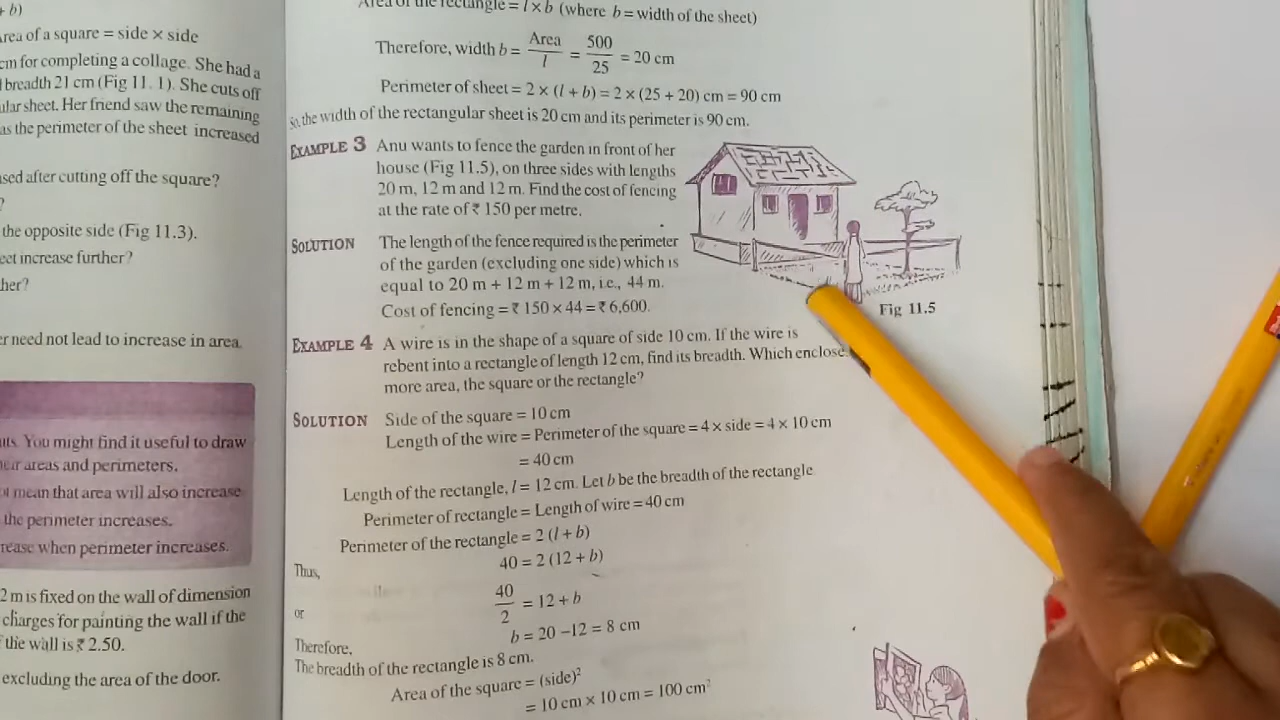 + b)
area of a square = side × side
cm for completing a collage. She had a
breadth 21 cm (Fig 11. 1). She cuts off
ular sheet. Her friend saw the remaining
as the perimeter of the sheet increased
sed after cutting off the square?
?
the opposite side (Fig 11.3).
eet increase further?
her?
er need not lead to increase in area.
uts. You might find it useful to draw
areas and perimeters.
mean that area will also increase
the perimeter increases.
rease when perimeter increases.
2 m is fixed on the wall of dimension
charges for painting the wall if the
the wall is ₹ 2.50.
excluding the area of the door.
Area of the rectangle = l × b (where b = width of the sheet)
Therefore, width b = Area/l = 500/25 = 20 cm
Perimeter of sheet = 2 × (l + b) = 2 × (25 + 20) cm = 90 cm
So, the width of the rectangular sheet is 20 cm and its perimeter is 90 cm.
EXAMPLE 3 Anu wants to fence the garden in front of her
house (Fig 11.5), on three sides with lengths
20 m, 12 m and 12 m. Find the cost of fencing
at the rate of ₹ 150 per metre.
SOLUTION The length of the fence required is the perimeter
of the garden (excluding one side) which is
equal to 20 m + 12 m + 12 m, i.e., 44 m.
Cost of fencing = ₹ 150 × 44 = ₹ 6,600.
Fig 11.5
EXAMPLE 4 A wire is in the shape of a square of side 10 cm. If the wire is
rebent into a rectangle of length 12 cm, find its breadth. Which enclose
more area, the square or the rectangle?
SOLUTION Side of the square = 10 cm
Length of the wire = Perimeter of the square = 4 × side = 4 × 10 cm
= 40 cm
Length of the rectangle, l = 12 cm. Let b be the breadth of the rectangle
Perimeter of rectangle = Length of wire = 40 cm
Perimeter of the rectangle = 2 (l + b)
Thus, 40 = 2 (12 + b)
or 40/2 = 12 + b
Therefore, b = 20 – 12 = 8 cm
The breadth of the rectangle is 8 cm.
Area of the square = (side)²
= 10 cm × 10 cm = 100 cm²